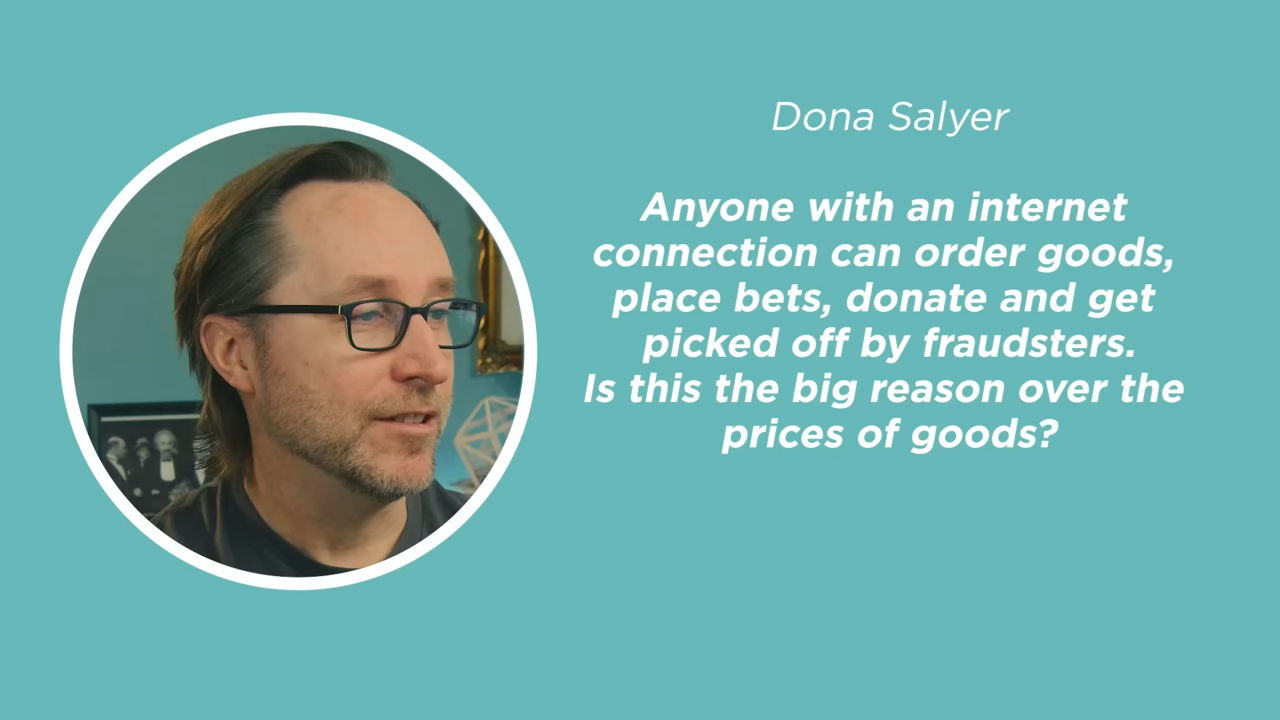 Dona Salyer
Anyone with an internet
connection can order goods,
place bets, donate and get
picked off by fraudsters.
Is this the big reason over the
prices of goods?